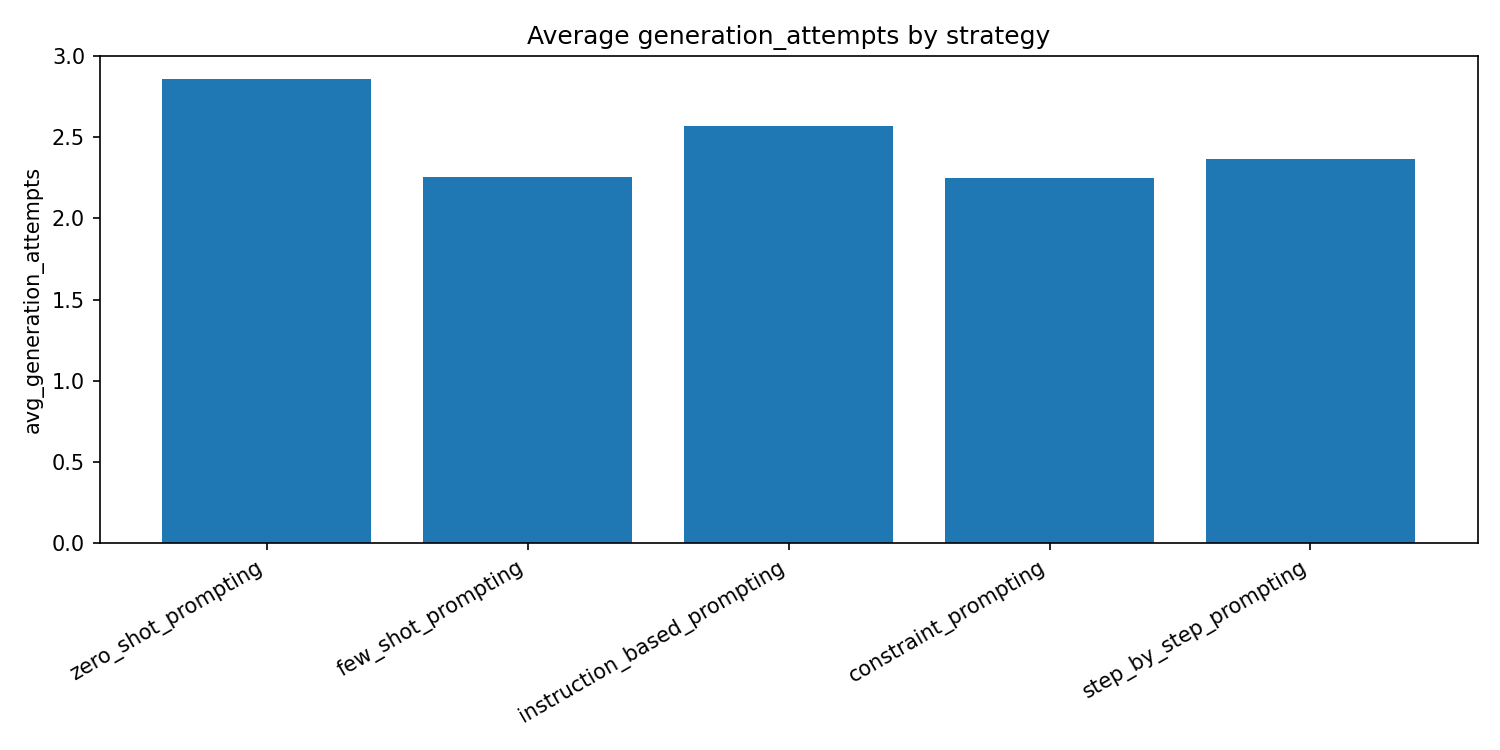 Average generation_attempts by strategy
avg_generation_attempts
3.0
2.5
2.0
1.5
1.0
0.5
0.0
zero_shot_prompting
few_shot_prompting
instruction_based_prompting
constraint_prompting
step_by_step_prompting